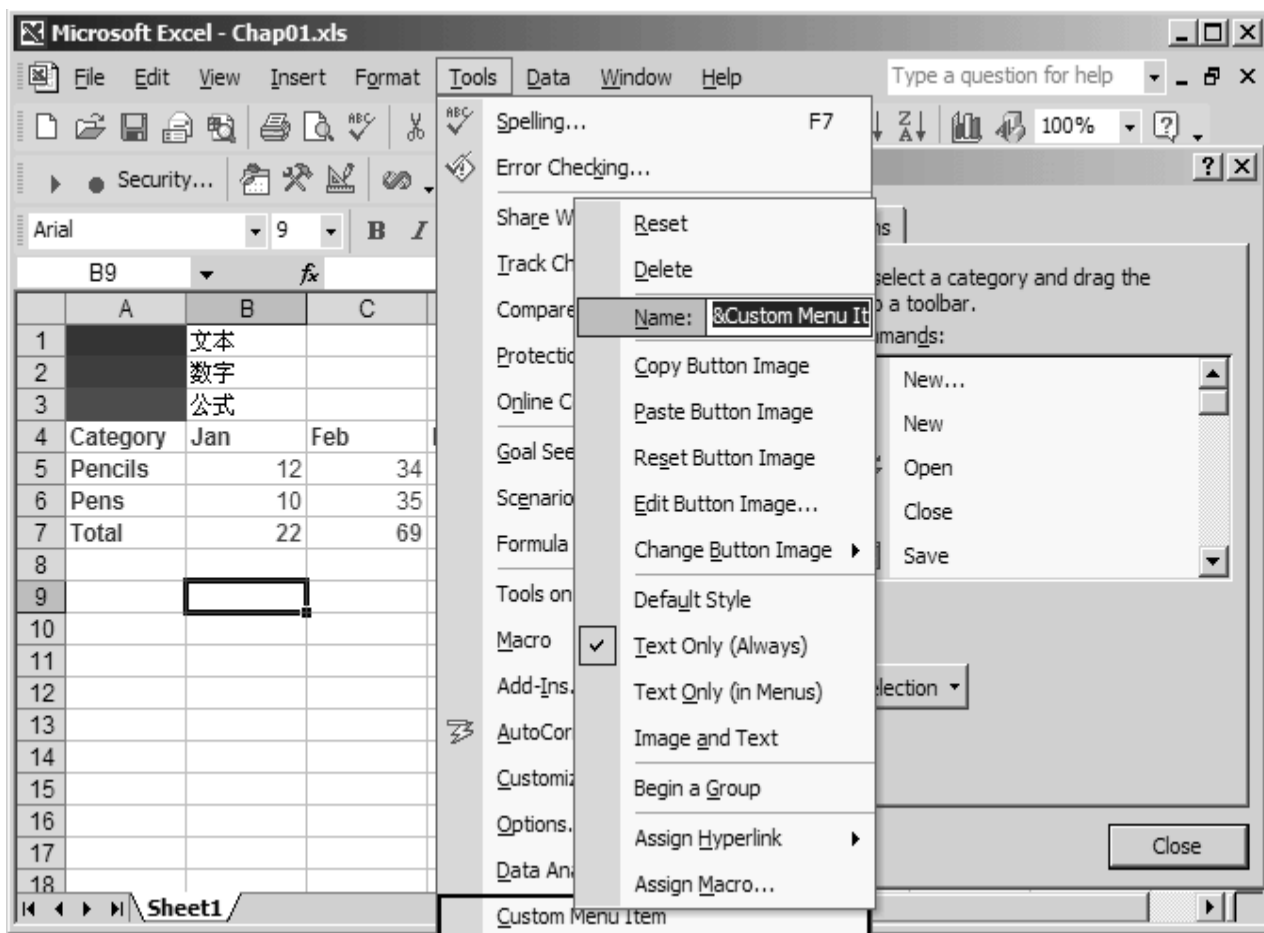 Microsoft Excel - Chap01.xls
File Edit View Insert Format Tools Data Window Help Type a question for help
100%
Security...
Arial 9 B I
B9 fx
A B C
1 文本
2 数字
3 公式
4 Category Jan Feb
5 Pencils 12 34
6 Pens 10 35
7 Total 22 69
8
9
10
11
12
13
14
15
16
17
18
Sheet1
Spelling... F7
Error Checking...
Share W
Track Ch
Compare
Protectio
Online C
Goal See
Scenario
Formula
Tools on
Macro
Add-Ins.
AutoCor
Customiz
Options.
Data Ana
Custom Menu Item
Reset
Delete
Name: &Custom Menu It
Copy Button Image
Paste Button Image
Reset Button Image
Edit Button Image...
Change Button Image
Default Style
Text Only (Always)
Text Only (in Menus)
Image and Text
Begin a Group
Assign Hyperlink
Assign Macro...
select a category and drag the
a toolbar.
mands:
New...
New
Open
Close
Save
election
Close